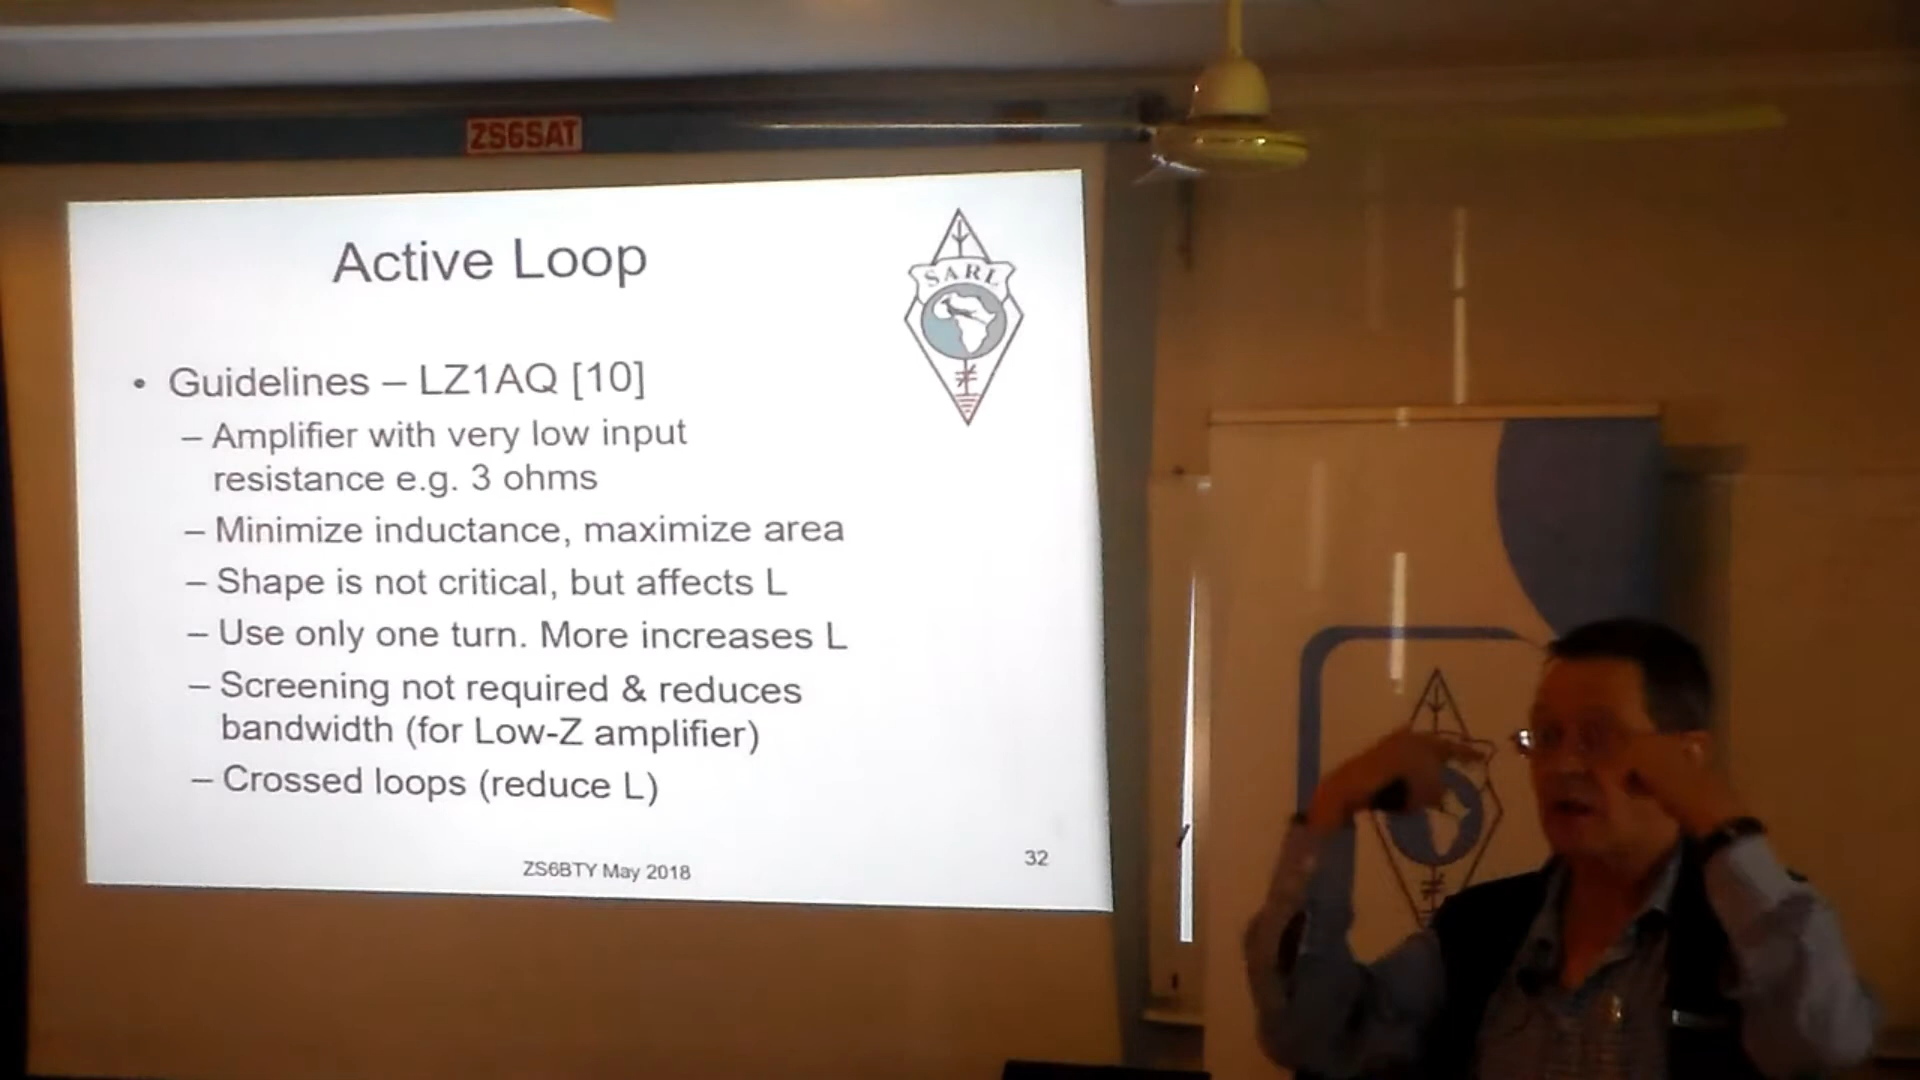 ZS6SAT
Active Loop
SARL
• Guidelines – LZ1AQ [10]
– Amplifier with very low input
resistance e.g. 3 ohms
– Minimize inductance, maximize area
– Shape is not critical, but affects L
– Use only one turn. More increases L
– Screening not required & reduces
bandwidth (for Low-Z amplifier)
– Crossed loops (reduce L)
ZS6BTY May 2018
32